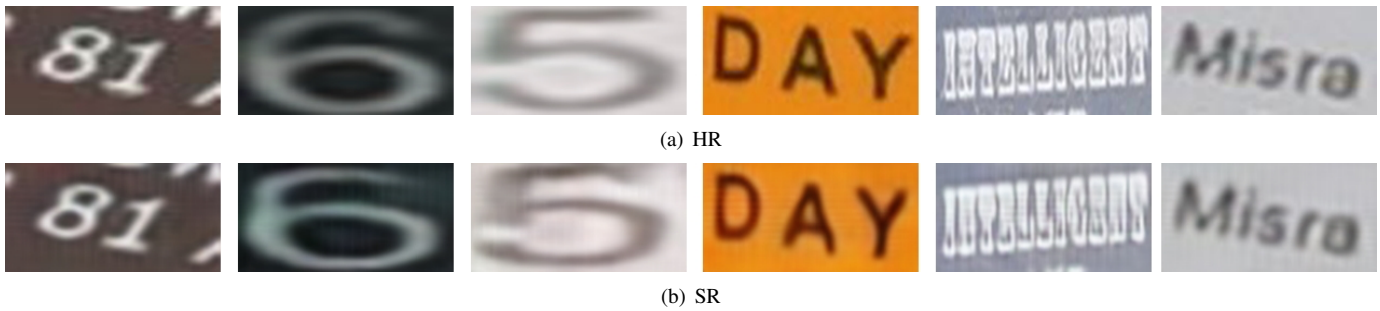 81 6 5 DAY INTELLIGENT Misra
(a) HR
81 6 5 DAY INTELLIGENT Misra
(b) SR